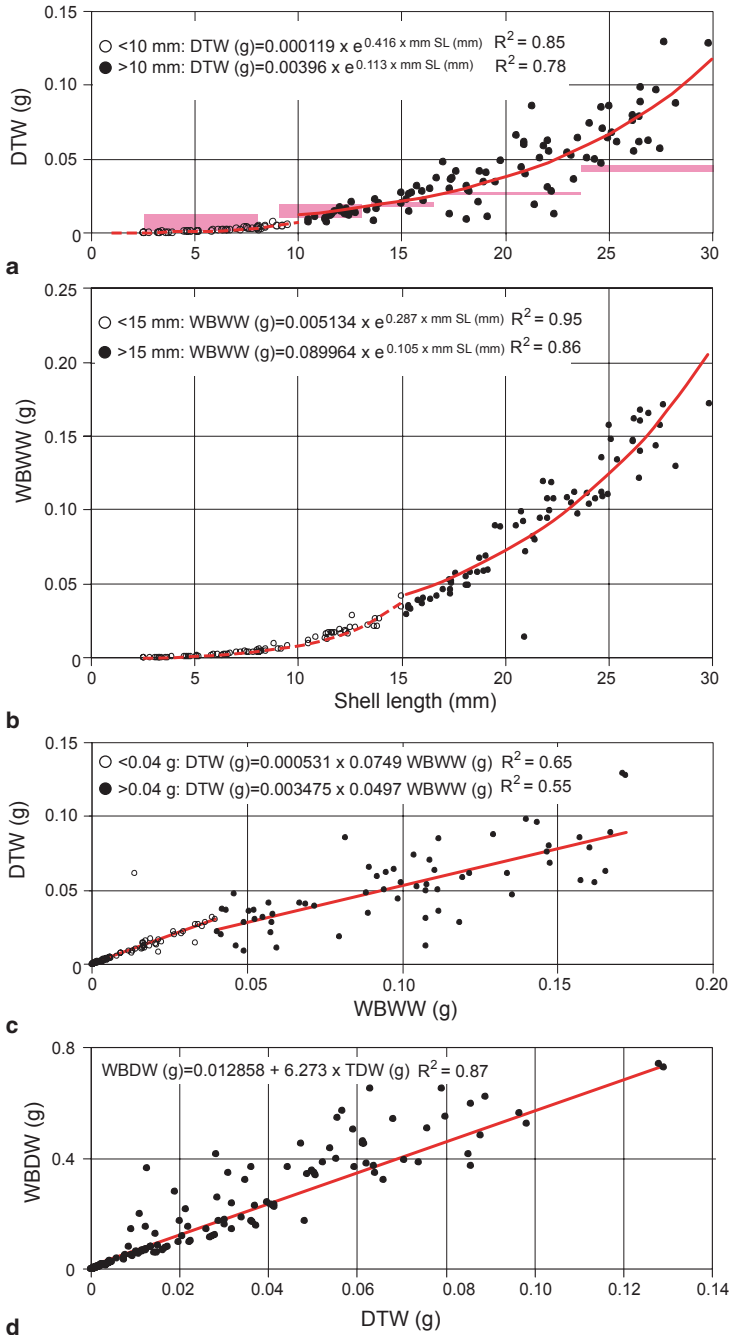 0.15
○ <10 mm: DTW (g)=0.000119 x e0.416 x mm SL (mm) R2 = 0.85
● >10 mm: DTW (g)=0.00396 x e0.113 x mm SL (mm) R2 = 0.78
0.10
DTW (g)
0.05
0
0 5 10 15 20 25 30
a
0.25
○ <15 mm: WBWW (g)=0.005134 x e0.287 x mm SL (mm) R2 = 0.95
● >15 mm: WBWW (g)=0.089964 x e0.105 x mm SL (mm) R2 = 0.86
0.20
0.15
WBWW (g)
0.10
0.05
0
0 5 10 15 20 25 30
Shell length (mm)
b
0.15
○ <0.04 g: DTW (g)=0.000531 x 0.0749 WBWW (g) R2 = 0.65
● >0.04 g: DTW (g)=0.003475 x 0.0497 WBWW (g) R2 = 0.55
0.10
DTW (g)
0.05
0
0 0.05 0.10 0.15 0.20
WBWW (g)
c
0.8
WBDW (g)=0.012858 + 6.273 x TDW (g) R2 = 0.87
WBDW (g)
0.4
0
0 0.02 0.04 0.06 0.08 0.10 0.12 0.14
DTW (g)
d